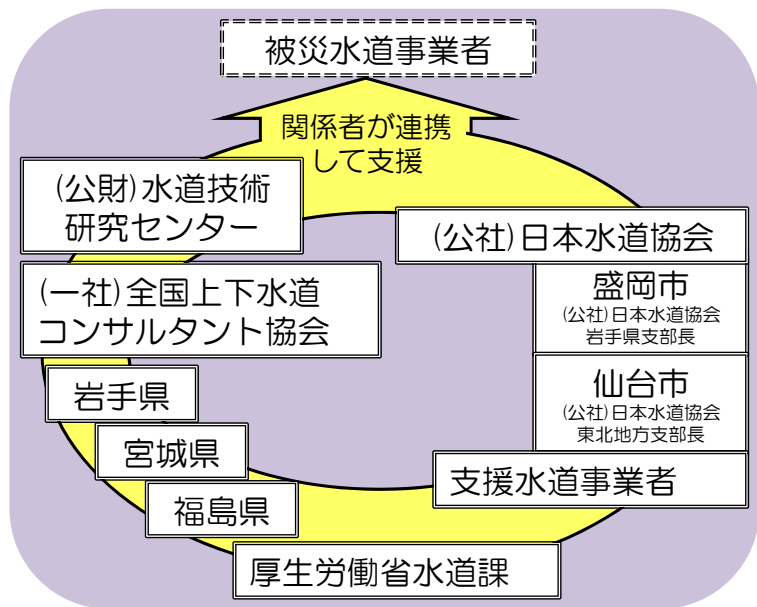 被災水道事業者
関係者が連携
して支援
(公財)水道技術
研究センター
(公社)日本水道協会
(一社)全国上下水道
コンサルタント協会
盛岡市
(公社)日本水道協会
岩手県支部長
岩手県
仙台市
(公社)日本水道協会
東北地方支部長
宮城県
支援水道事業者
福島県
厚生労働省水道課